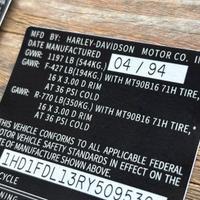 MFD BY: HARLEY-DAVIDSON MOTOR CO. I
DATE MANUFACTURED 04/94
GVWR: 1197 LB (544KG.)
GAWR: F-427 LB(194KG.) WITH MT90B16 71H TIRE,
16 X 3.00 D RIM
AT 36 PSI COLD
GAWR: R-770 LB(350KG.) WITH MT90B16 71H TIRE,
16 X 3.00 D RIM
AT 36 PSI COLD
THIS VEHICLE CONFORMS TO ALL APPLICABLE FEDERAL
MOTOR VEHICLE SAFETY STANDARDS IN EFFECT ON THE
DATE OF MANUFACTURE SHOWN ABOVE.
1HD1FDL13RY509530
CYCLE